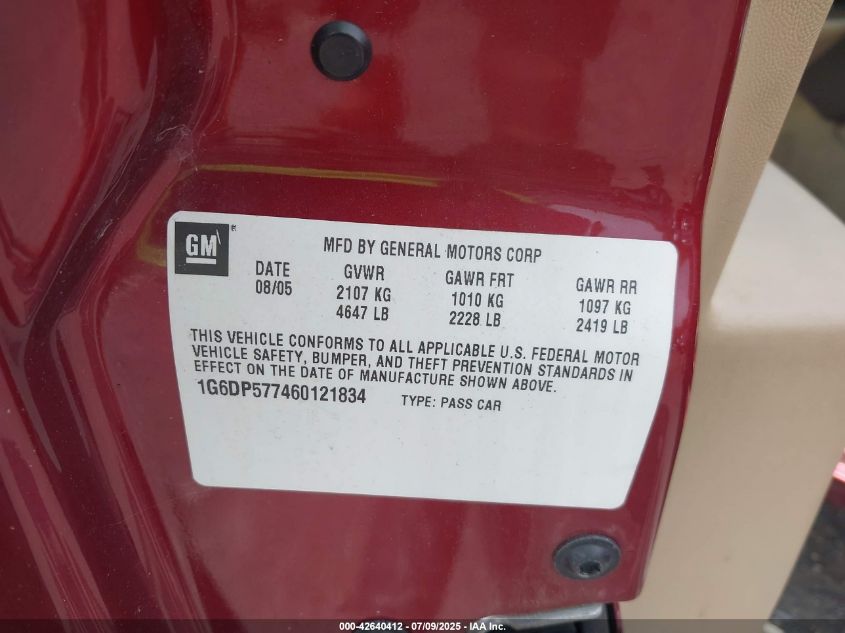 GM ®
MFD BY GENERAL MOTORS CORP
DATE GVWR GAWR FRT GAWR RR
08/05 2107 KG 1010 KG 1097 KG
4647 LB 2228 LB 2419 LB
THIS VEHICLE CONFORMS TO ALL APPLICABLE U.S. FEDERAL MOTOR
VEHICLE SAFETY, BUMPER, AND THEFT PREVENTION STANDARDS IN
EFFECT ON THE DATE OF MANUFACTURE SHOWN ABOVE.
1G6DP577460121834 TYPE: PASS CAR
000-42640412 - 07/09/2025 - IAA, Inc.